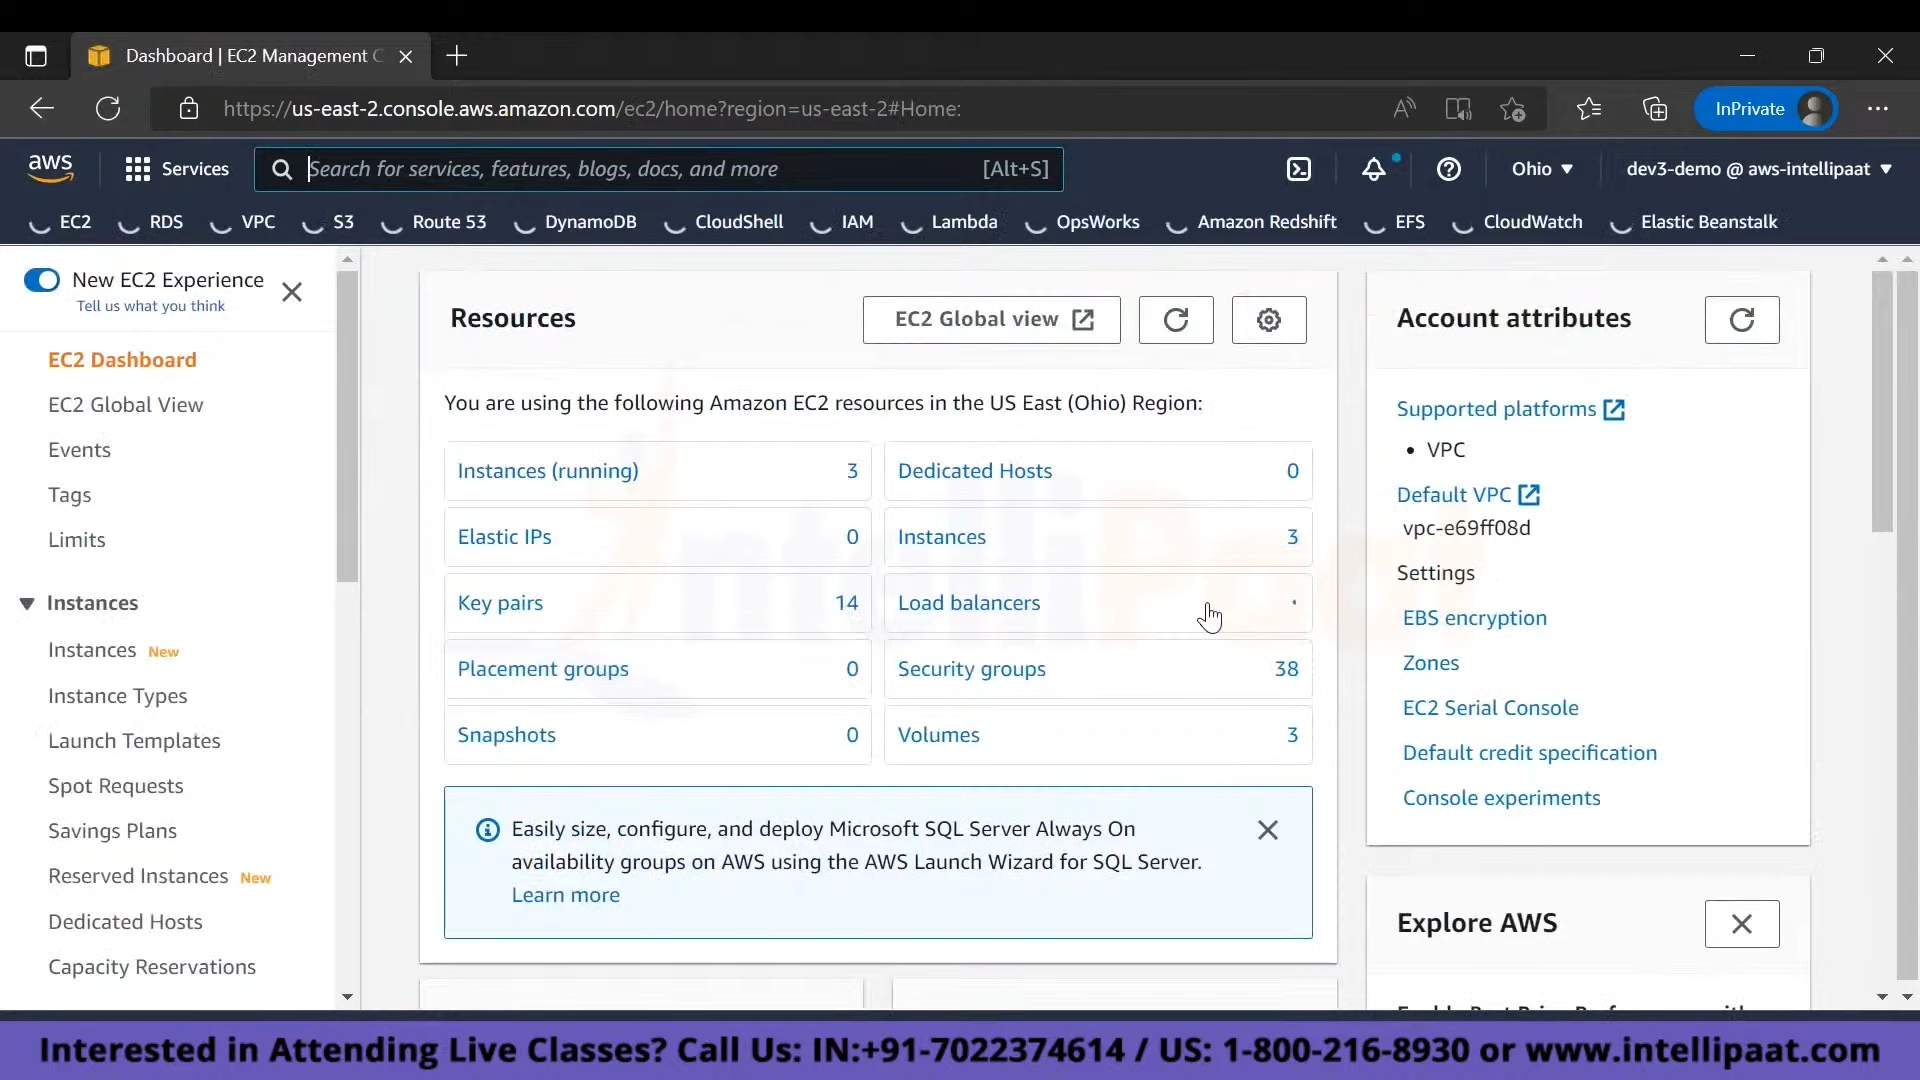 Dashboard | EC2 Management C
https://us-east-2.console.aws.amazon.com/ec2/home?region=us-east-2#Home:
InPrivate
aws
Services
Search for services, features, blogs, docs, and more
[Alt+S]
Ohio
dev3-demo @ aws-intellipaat
EC2 RDS VPC S3 Route 53 DynamoDB CloudShell IAM Lambda OpsWorks Amazon Redshift EFS CloudWatch Elastic Beanstalk
New EC2 Experience
Tell us what you think
EC2 Dashboard
EC2 Global View
Events
Tags
Limits
Instances
Instances New
Instance Types
Launch Templates
Spot Requests
Savings Plans
Reserved Instances New
Dedicated Hosts
Capacity Reservations
Resources
EC2 Global view
You are using the following Amazon EC2 resources in the US East (Ohio) Region:
Instances (running) 3
Dedicated Hosts 0
Elastic IPs 0
Instances 3
Key pairs 14
Load balancers
Placement groups 0
Security groups 38
Snapshots 0
Volumes 3
Easily size, configure, and deploy Microsoft SQL Server Always On
availability groups on AWS using the AWS Launch Wizard for SQL Server.
Learn more
Account attributes
Supported platforms
• VPC
Default VPC
vpc-e69ff08d
Settings
EBS encryption
Zones
EC2 Serial Console
Default credit specification
Console experiments
Explore AWS
IntelliPaat
Interested in Attending Live Classes? Call Us: IN:+91-7022374614 / US: 1-800-216-8930 or www.intellipaat.com